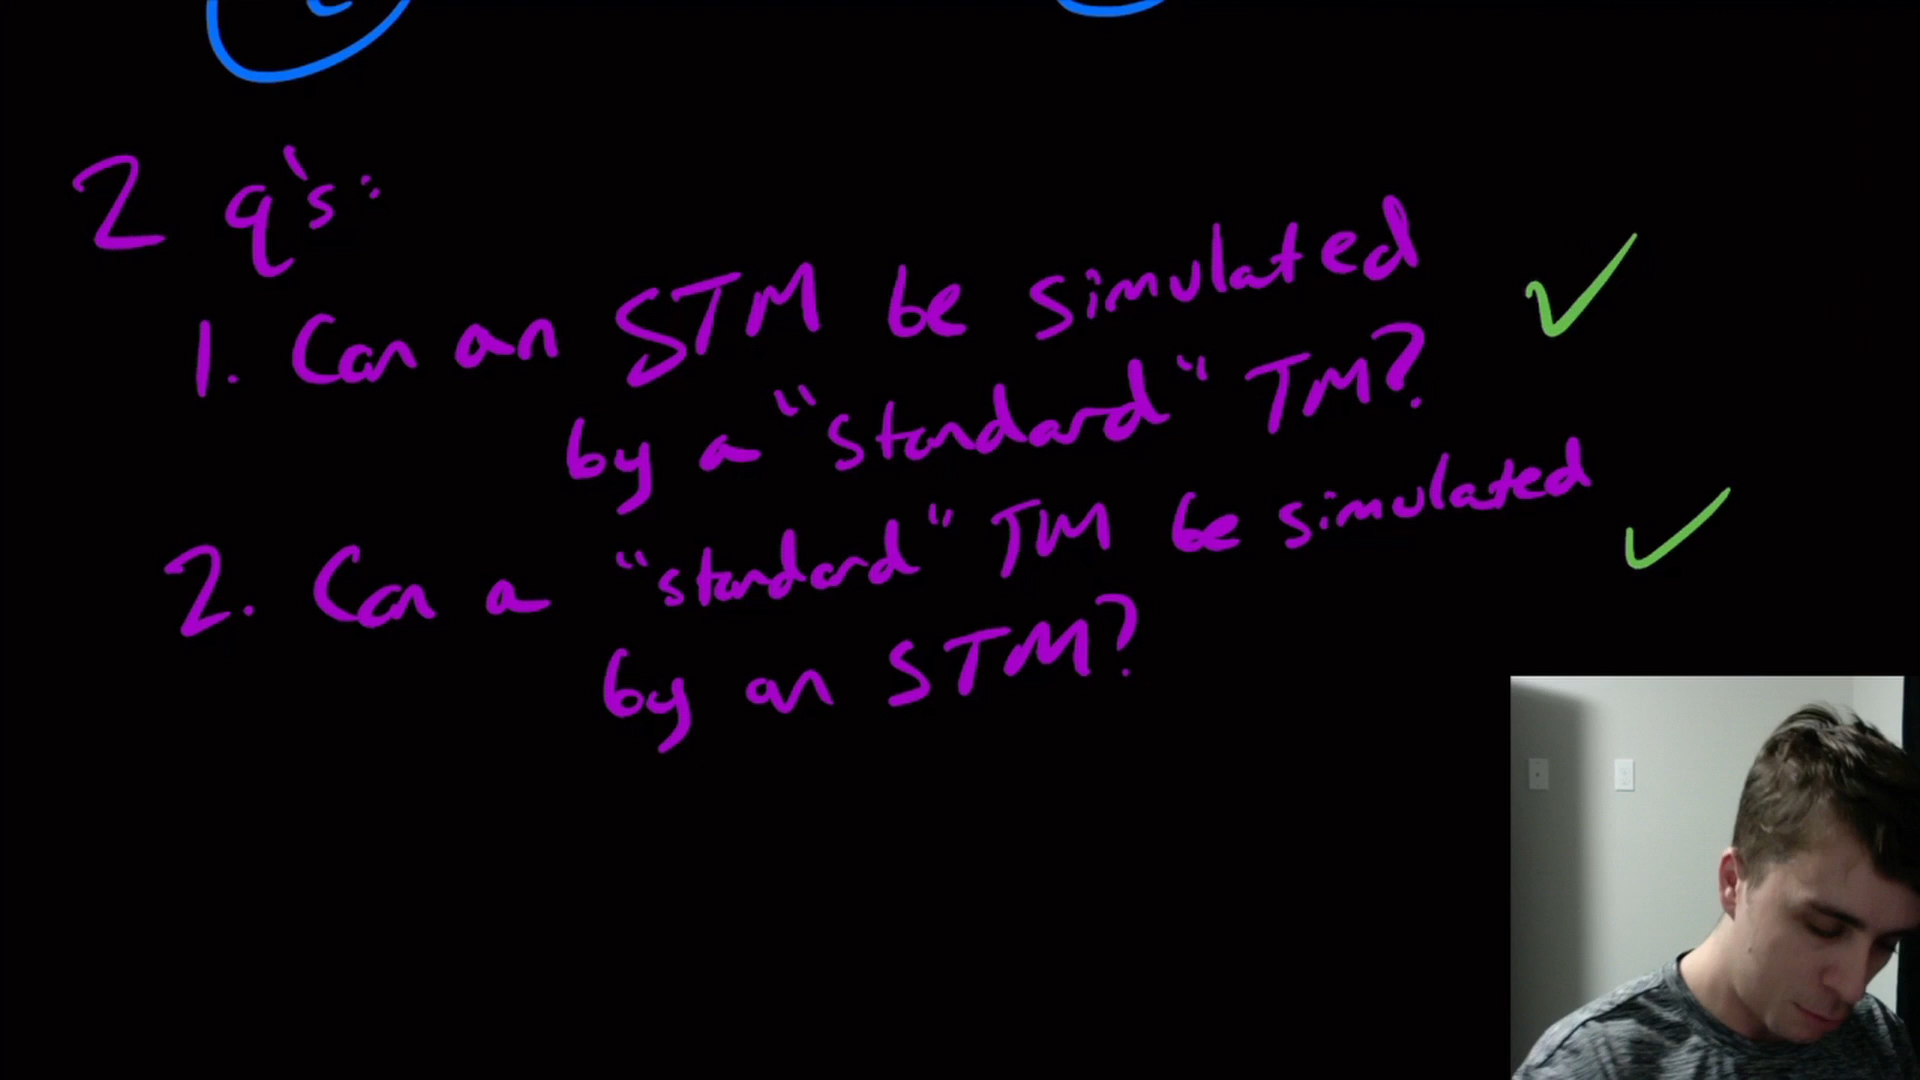 2 q's:
1. Can an STM be simulated
by a "standard" TM?
2. Can a "standard" TM be simulated
by an STM?